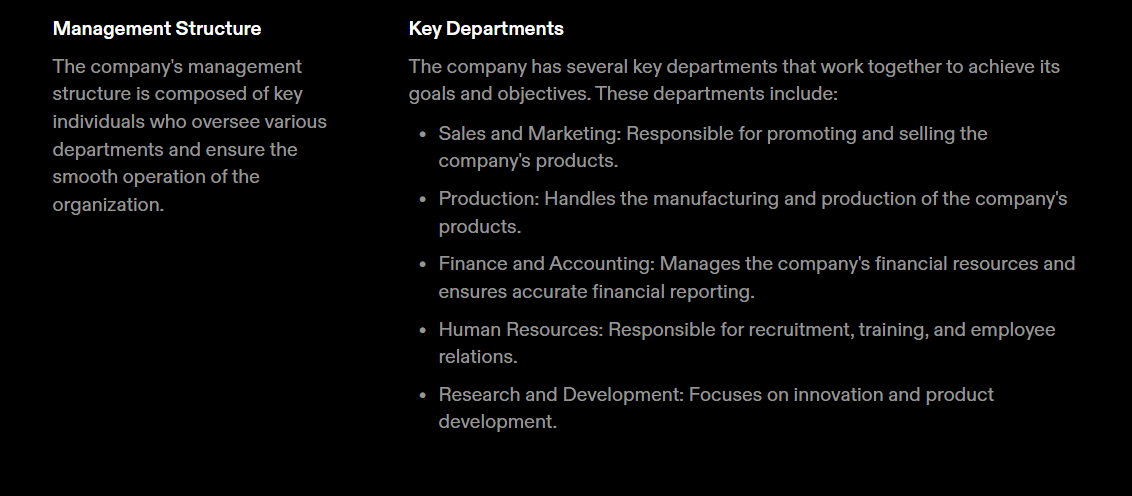 Management Structure
The company's management
structure is composed of key
individuals who oversee various
departments and ensure the
smooth operation of the
organization.
Key Departments
The company has several key departments that work together to achieve its
goals and objectives. These departments include:
• Sales and Marketing: Responsible for promoting and selling the
company's products.
• Production: Handles the manufacturing and production of the company's
products.
• Finance and Accounting: Manages the company's financial resources and
ensures accurate financial reporting.
• Human Resources: Responsible for recruitment, training, and employee
relations.
• Research and Development: Focuses on innovation and product
development.